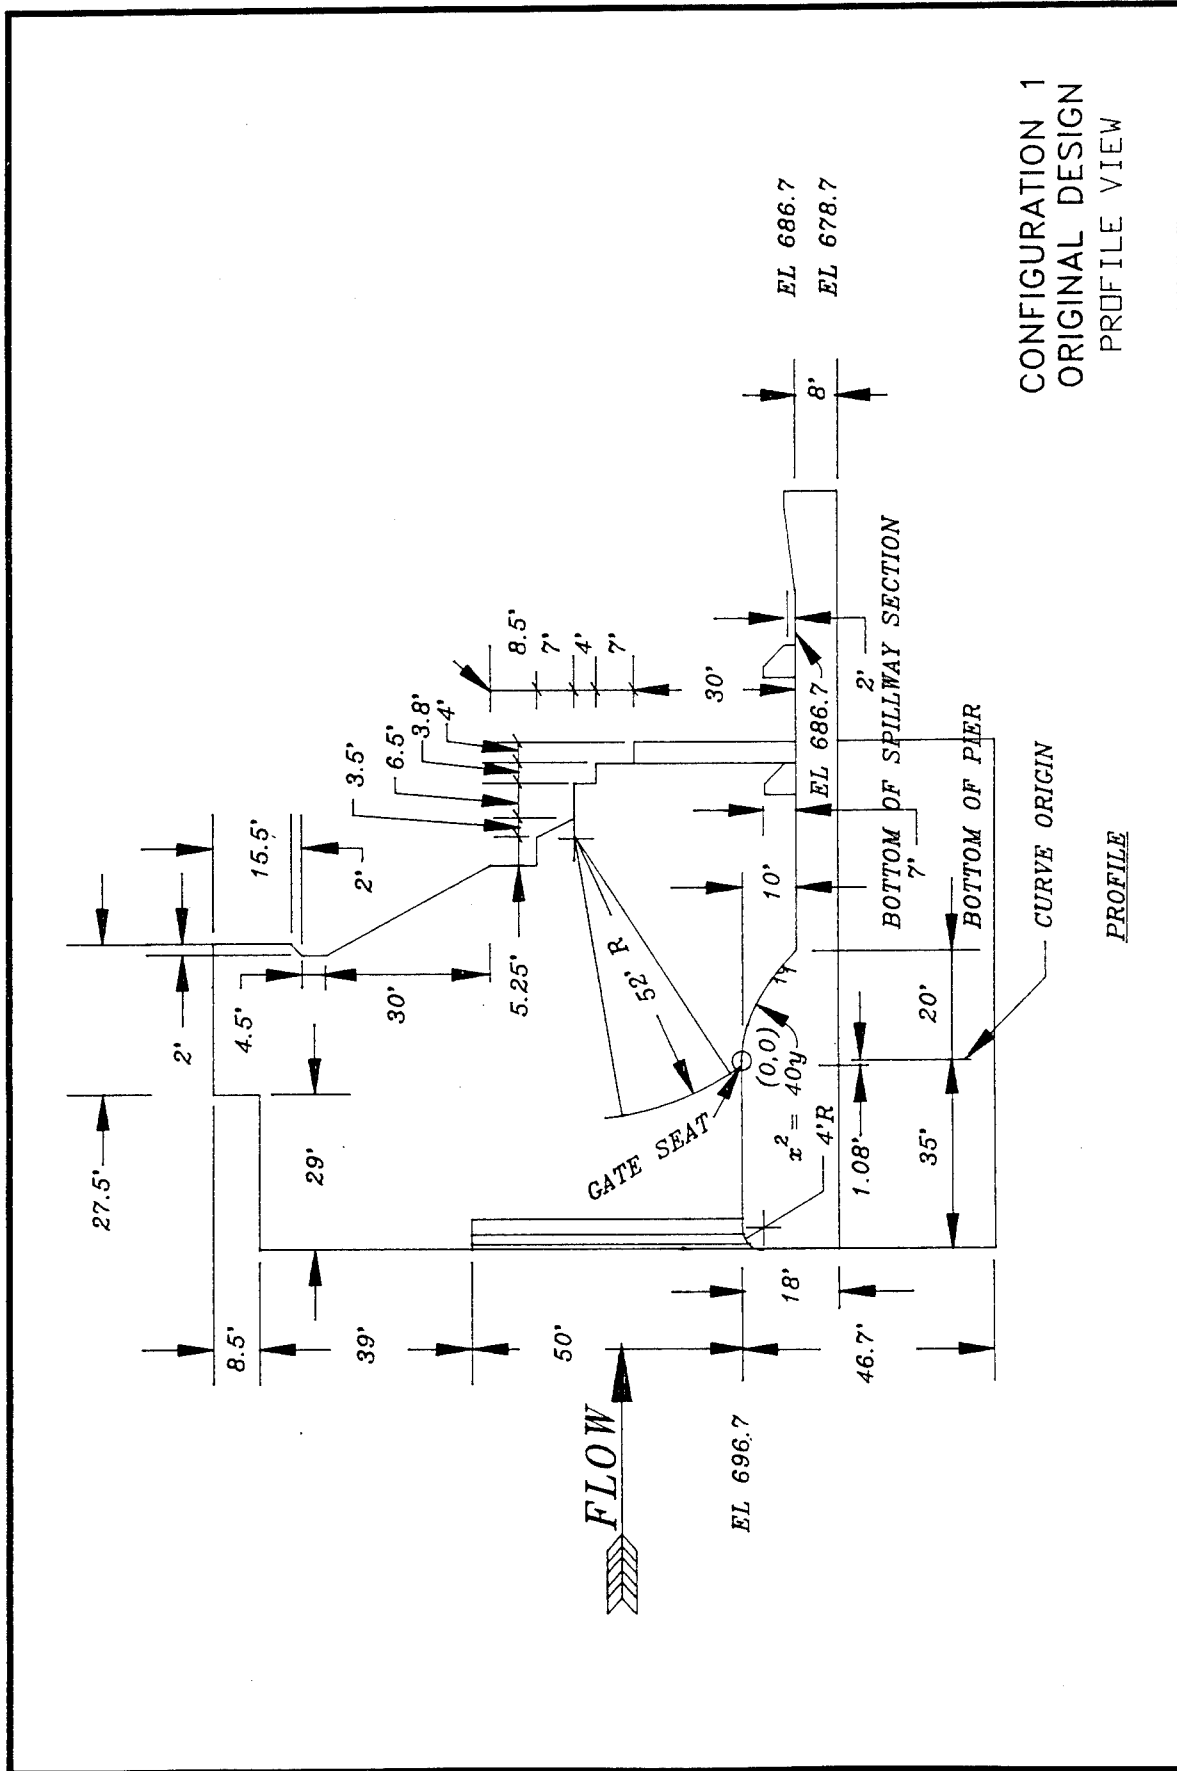 27.5'
2'
15.5'
2'
4.5'
30'
3.5'
6.5'
3.8'
4'
8.5'
7'
4'
7'
30'
5.25'
29'
8.5'
39'
50'
46.7'
18'
FLOW
EL 696.7
52' R
GATE SEAT
(0,0)
x² = 40y
4'R
1
1
10'
7'
2'
EL 686.7
8'
EL 686.7
EL 678.7
BOTTOM OF SPILLWAY SECTION
BOTTOM OF PIER
1.08'
35'
20'
CURVE ORIGIN
PROFILE
CONFIGURATION 1
ORIGINAL DESIGN
PROFILE VIEW